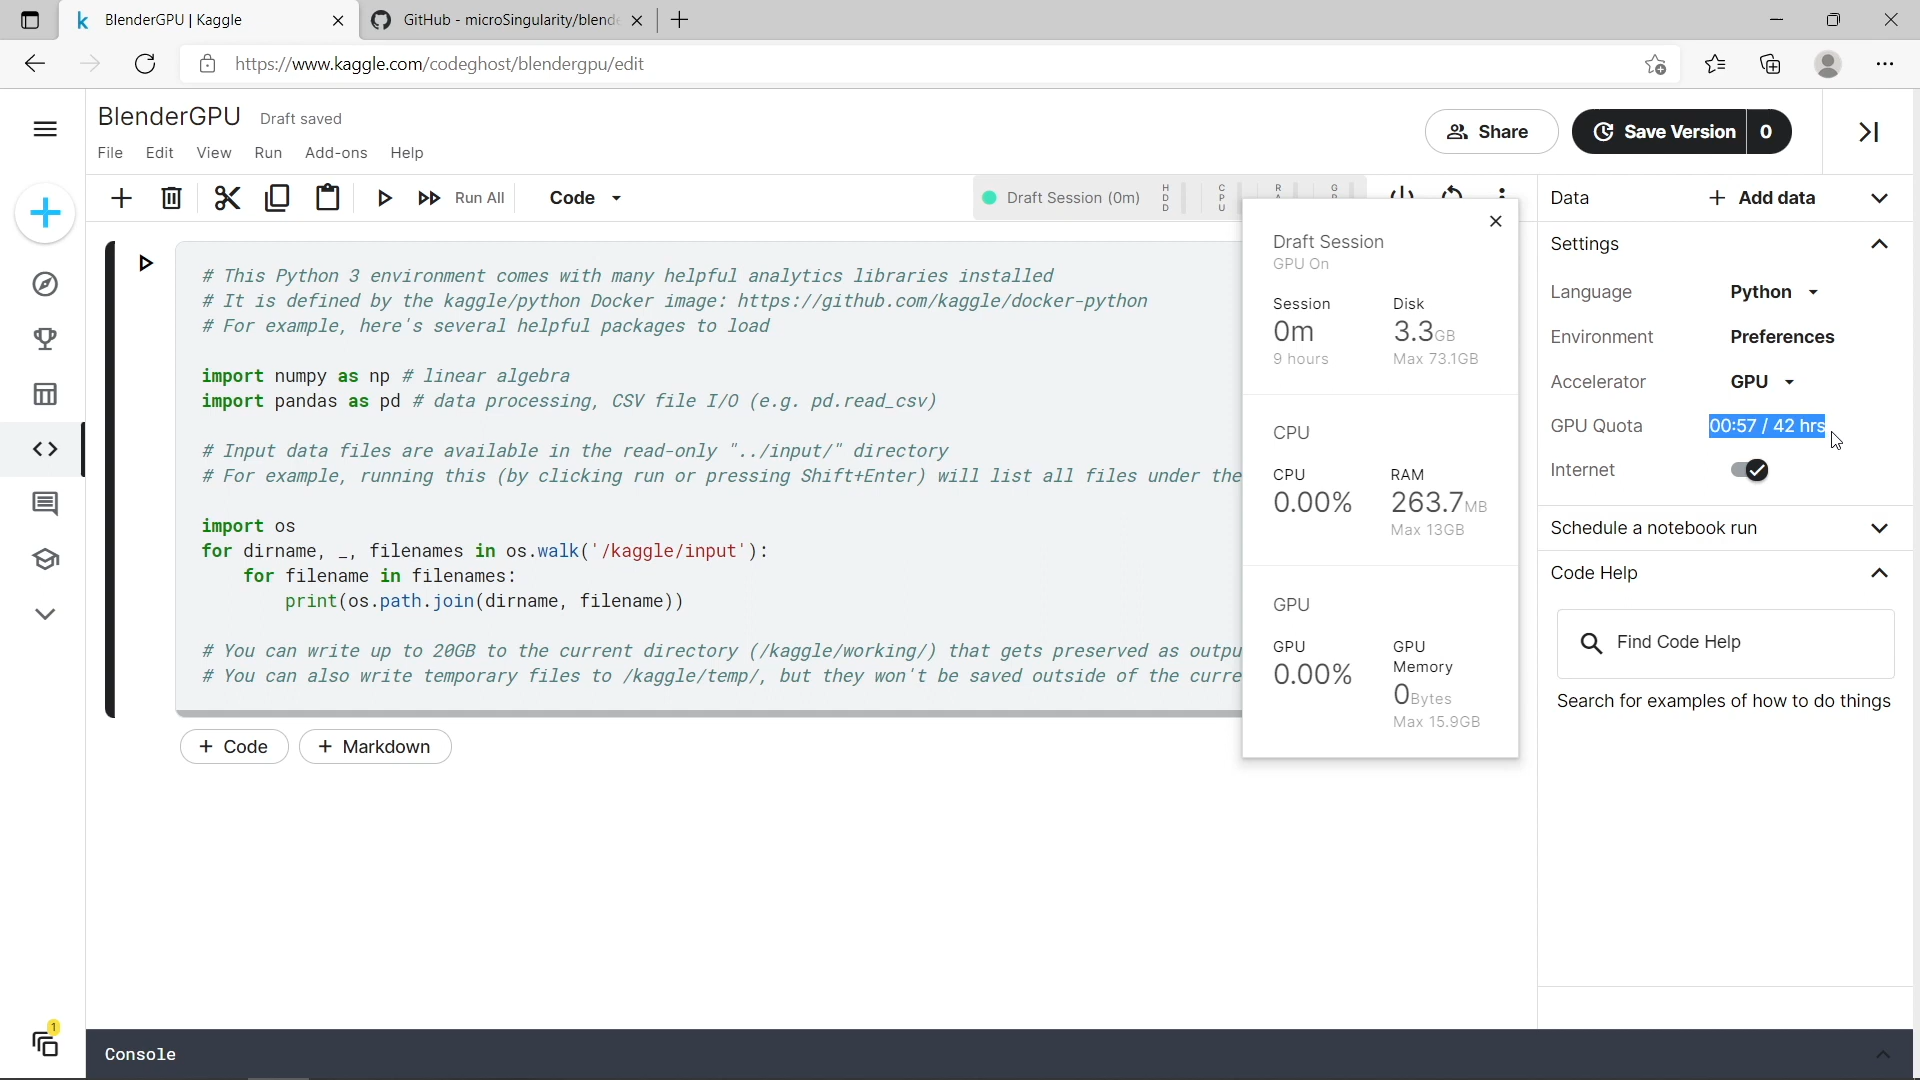 BlenderGPU | Kaggle
GitHub - microSingularity/blende
https://www.kaggle.com/codeghost/blendergpu/edit
BlenderGPU Draft saved
File Edit View Run Add-ons Help
Share
Save Version 0
Run All
Code
Draft Session (0m)
HDD
CPU
Data
+ Add data
# This Python 3 environment comes with many helpful analytics libraries installed
# It is defined by the kaggle/python Docker image: https://github.com/kaggle/docker-python
# For example, here's several helpful packages to load
import numpy as np # linear algebra
import pandas as pd # data processing, CSV file I/O (e.g. pd.read_csv)
# Input data files are available in the read-only "../input/" directory
# For example, running this (by clicking run or pressing Shift+Enter) will list all files under the
import os
for dirname, _, filenames in os.walk('/kaggle/input'):
for filename in filenames:
print(os.path.join(dirname, filename))
# You can write up to 20GB to the current directory (/kaggle/working/) that gets preserved as outpu
# You can also write temporary files to /kaggle/temp/, but they won't be saved outside of the curre
+ Code
+ Markdown
Draft Session
GPU On
Session Disk
0m 3.3GB
9 hours Max 73.1GB
CPU
CPU RAM
0.00% 263.7MB
Max 13GB
GPU
GPU GPU Memory
0.00% 0Bytes
Max 15.9GB
Settings
Language Python
Environment Preferences
Accelerator GPU
GPU Quota 00:57 / 42 hrs
Internet
Schedule a notebook run
Code Help
Find Code Help
Search for examples of how to do things
1
Console